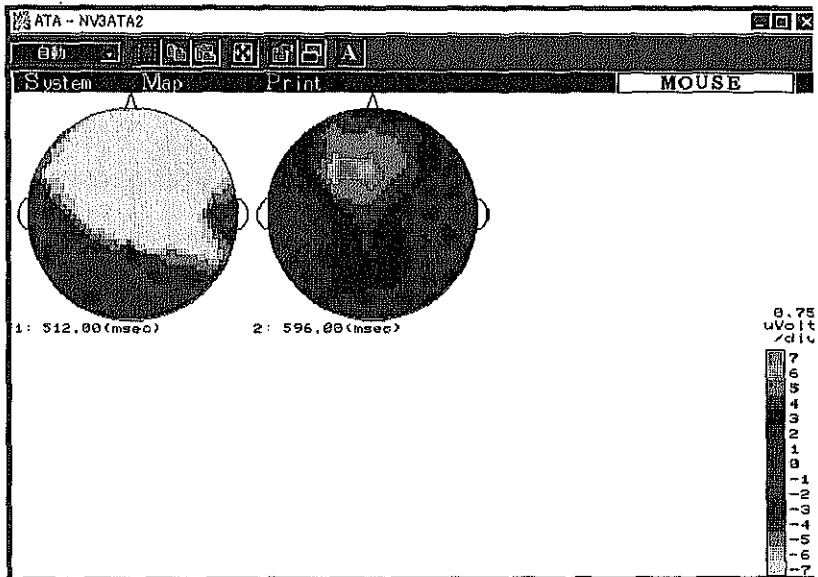 ATA - NV3ATA2
自動
A
System Map Print MOUSE
1: 512.00(msec) 2: 596.00(msec)
0.75
uVolt
/div
7
6
5
4
3
2
1
0
-1
-2
-3
-4
-5
-6
-7